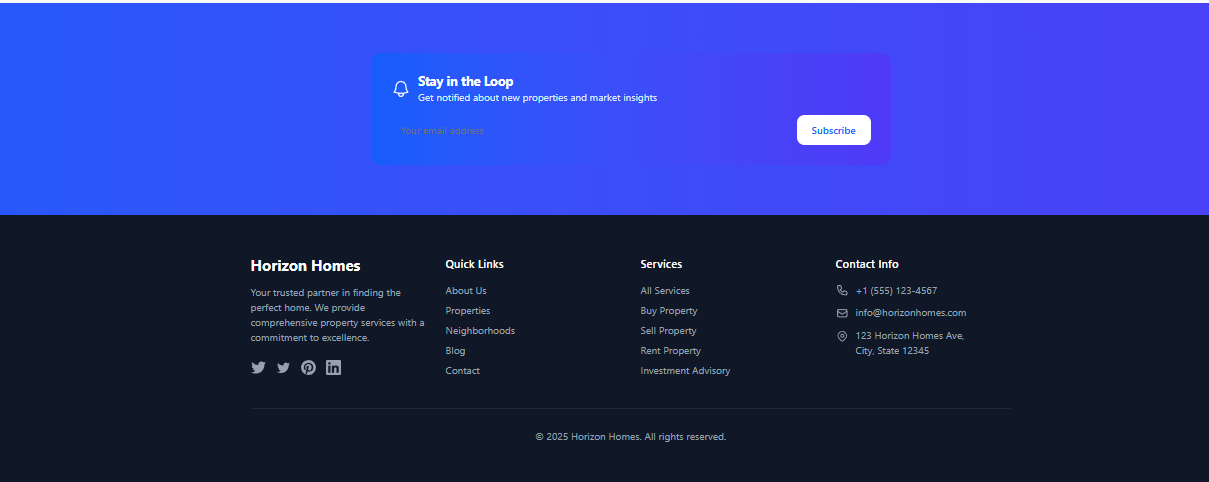 Stay in the Loop
Get notified about new properties and market insights
Your email address
Subscribe
Horizon Homes
Your trusted partner in finding the
perfect home. We provide
comprehensive property services with a
commitment to excellence.
Quick Links
About Us
Properties
Neighborhoods
Blog
Contact
Services
All Services
Buy Property
Sell Property
Rent Property
Investment Advisory
Contact Info
+1 (555) 123-4567
info@horizonhomes.com
123 Horizon Homes Ave,
City, State 12345
© 2025 Horizon Homes. All rights reserved.